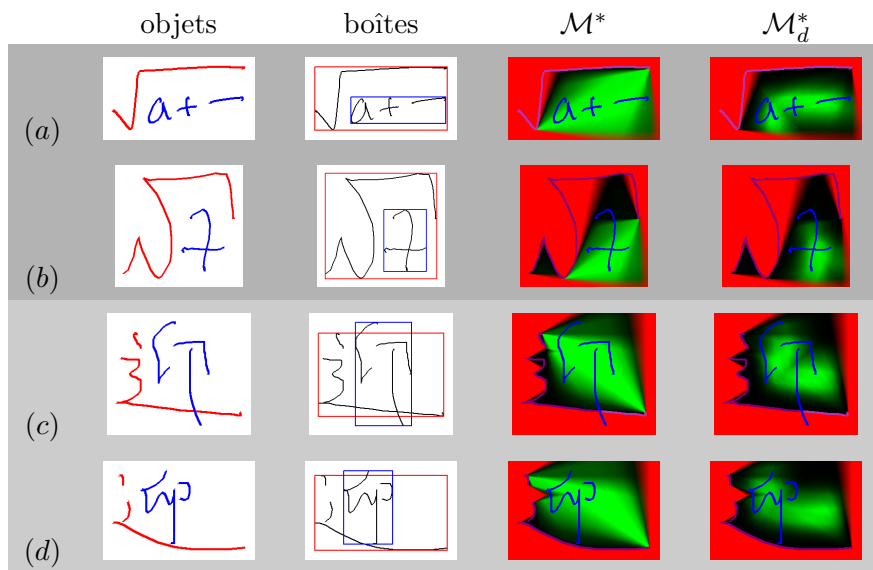 objets boîtes ℳ* ℳ*_d
(a) a + −
(b) 7
(c)
(d)